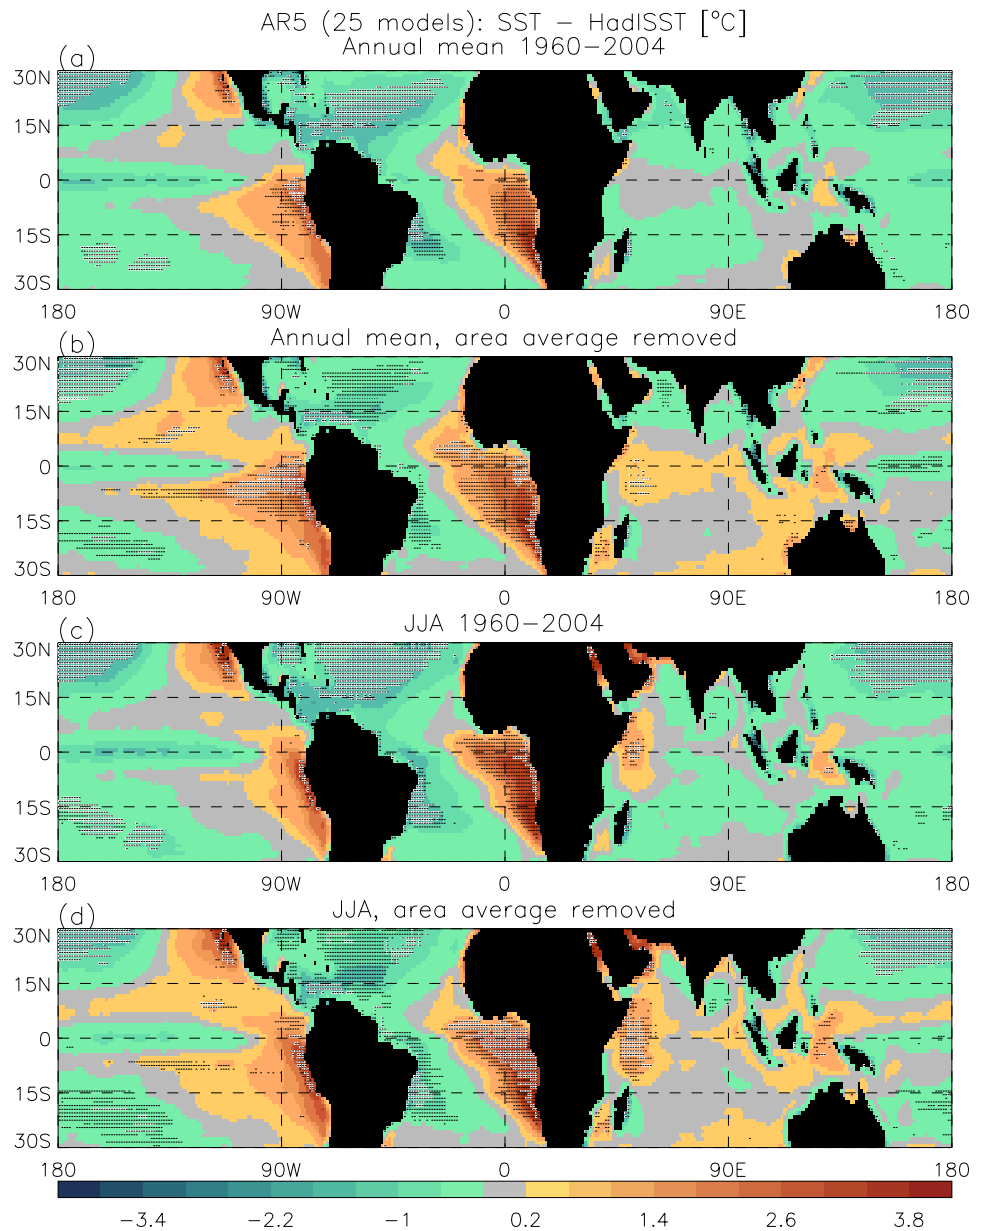 AR5 (25 models): SST − HadISST [°C]
Annual mean 1960−2004
(a)
30N
15N
0
15S
30S
180 90W 0 90E 180
(b)
Annual mean, area average removed
30N
15N
0
15S
30S
180 90W 0 90E 180
(c)
JJA 1960−2004
30N
15N
0
15S
30S
180 90W 0 90E 180
(d)
JJA, area average removed
30N
15N
0
15S
30S
180 90W 0 90E 180
−3.4 −2.2 −1 0.2 1.4 2.6 3.8